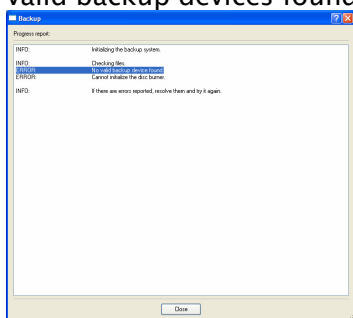 valid backup devices found
Backup
Progress report:
INFO: Initializing the backup system.
INFO: Checking files.
ERROR: No valid backup device found.
ERROR: Cannot initialize the disc burner.
INFO: If there are errors reported, resolve them and try it again.
Close